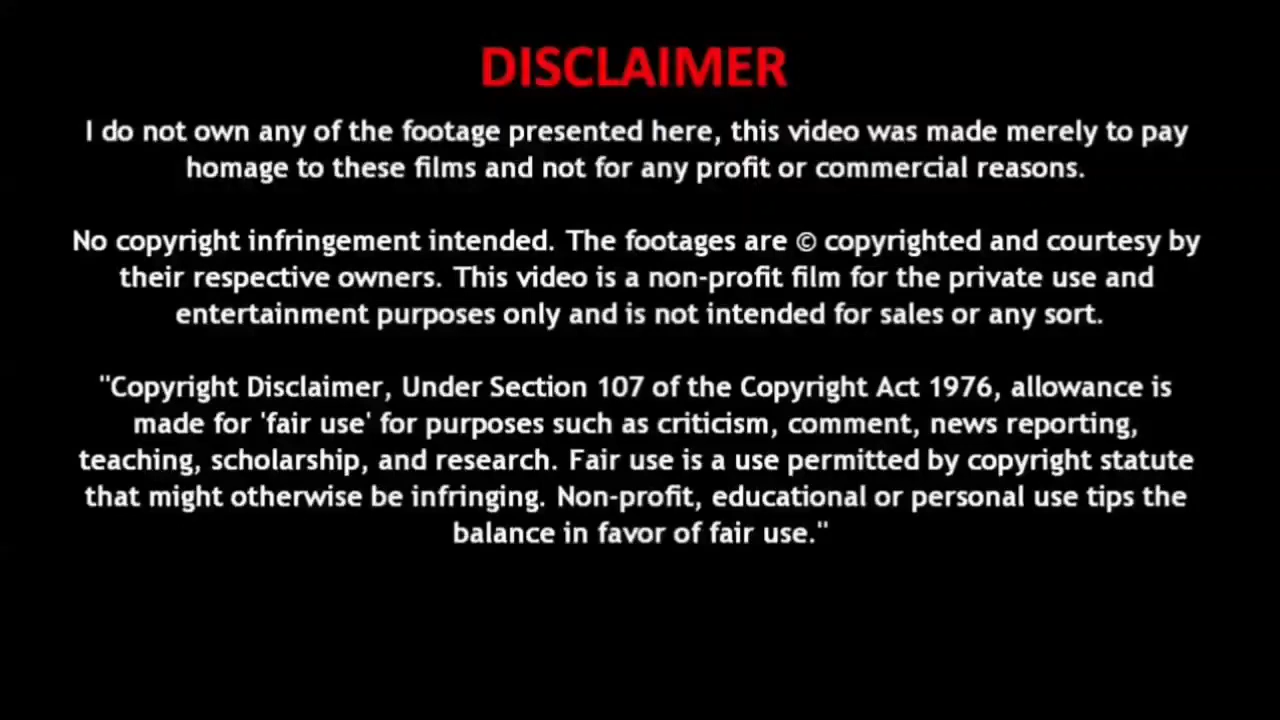 DISCLAIMER
I do not own any of the footage presented here, this video was made merely to pay
homage to these films and not for any profit or commercial reasons.
No copyright infringement intended. The footages are © copyrighted and courtesy by
their respective owners. This video is a non-profit film for the private use and
entertainment purposes only and is not intended for sales or any sort.
"Copyright Disclaimer, Under Section 107 of the Copyright Act 1976, allowance is
made for 'fair use' for purposes such as criticism, comment, news reporting,
teaching, scholarship, and research. Fair use is a use permitted by copyright statute
that might otherwise be infringing. Non-profit, educational or personal use tips the
balance in favor of fair use."